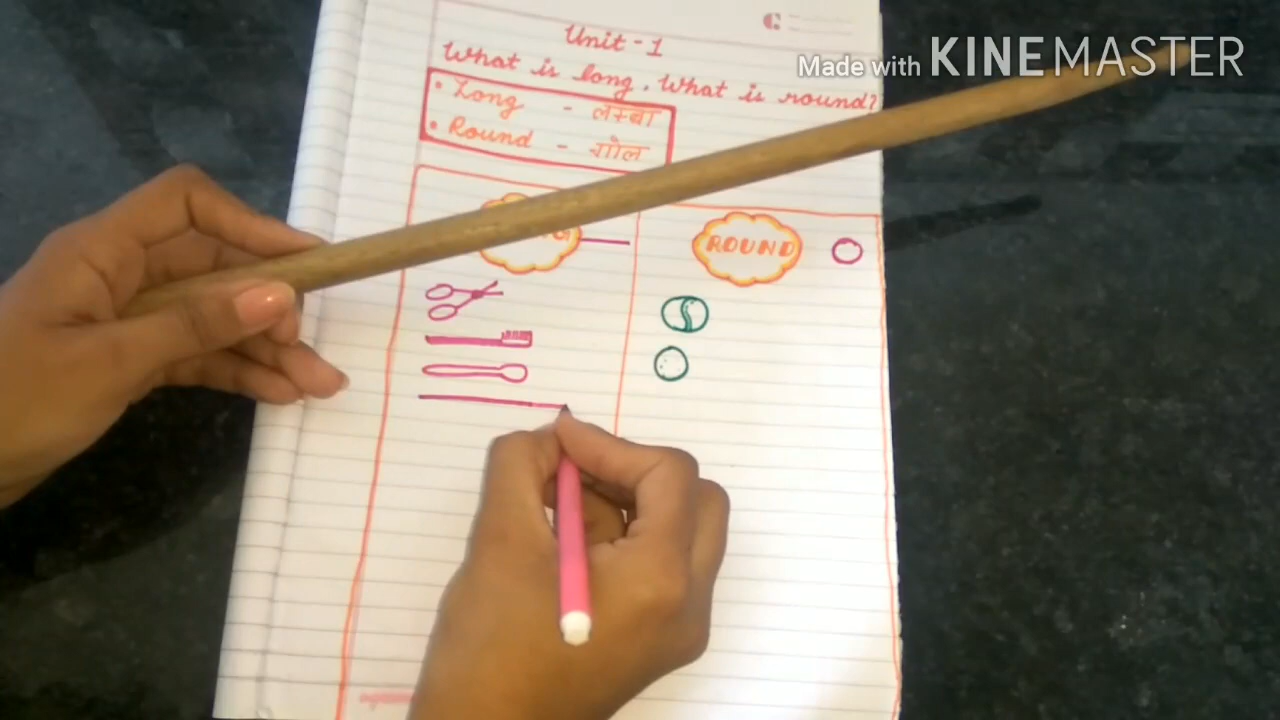 Unit - 1
Made with KINEMASTER
What is long, What is round?
• Long - लम्बा
• Round - गोल
ROUND